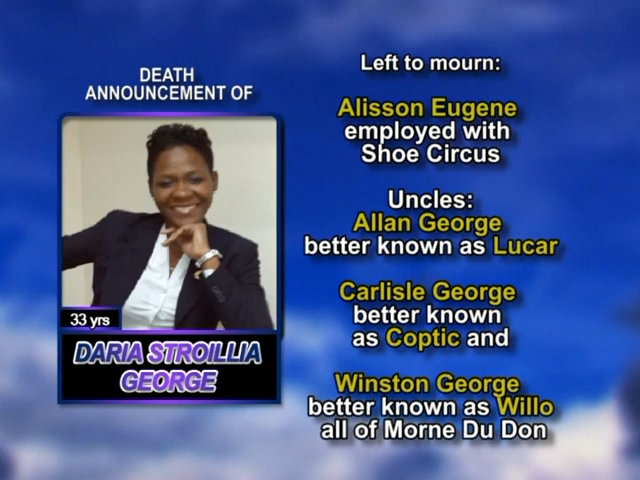 DEATH
ANNOUNCEMENT OF
33 yrs
DARIA STROILLIA
GEORGE
Left to mourn:
Alisson Eugene
employed with
Shoe Circus
Uncles:
Allan George
better known as Lucar
Carlisle George
better known
as Coptic and
Winston George
better known as Willo
all of Morne Du Don